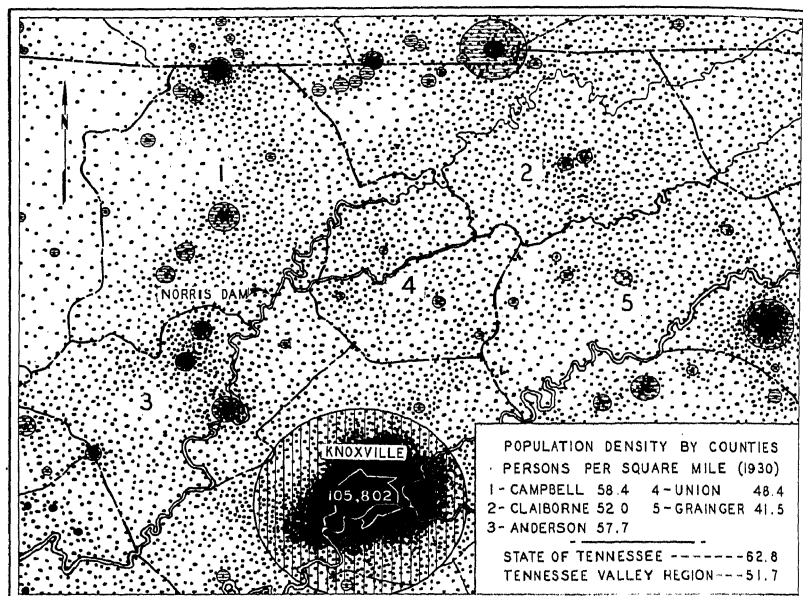 N
1
2
NORRIS DAM
4
5
3
KNOXVILLE
105,802
POPULATION DENSITY BY COUNTIES
PERSONS PER SQUARE MILE (1930)
1-CAMPBELL 58.4 4-UNION 48.4
2-CLAIBORNE 52.0 5-GRAINGER 41.5
3-ANDERSON 57.7
STATE OF TENNESSEE -------62.8
TENNESSEE VALLEY REGION---51.7